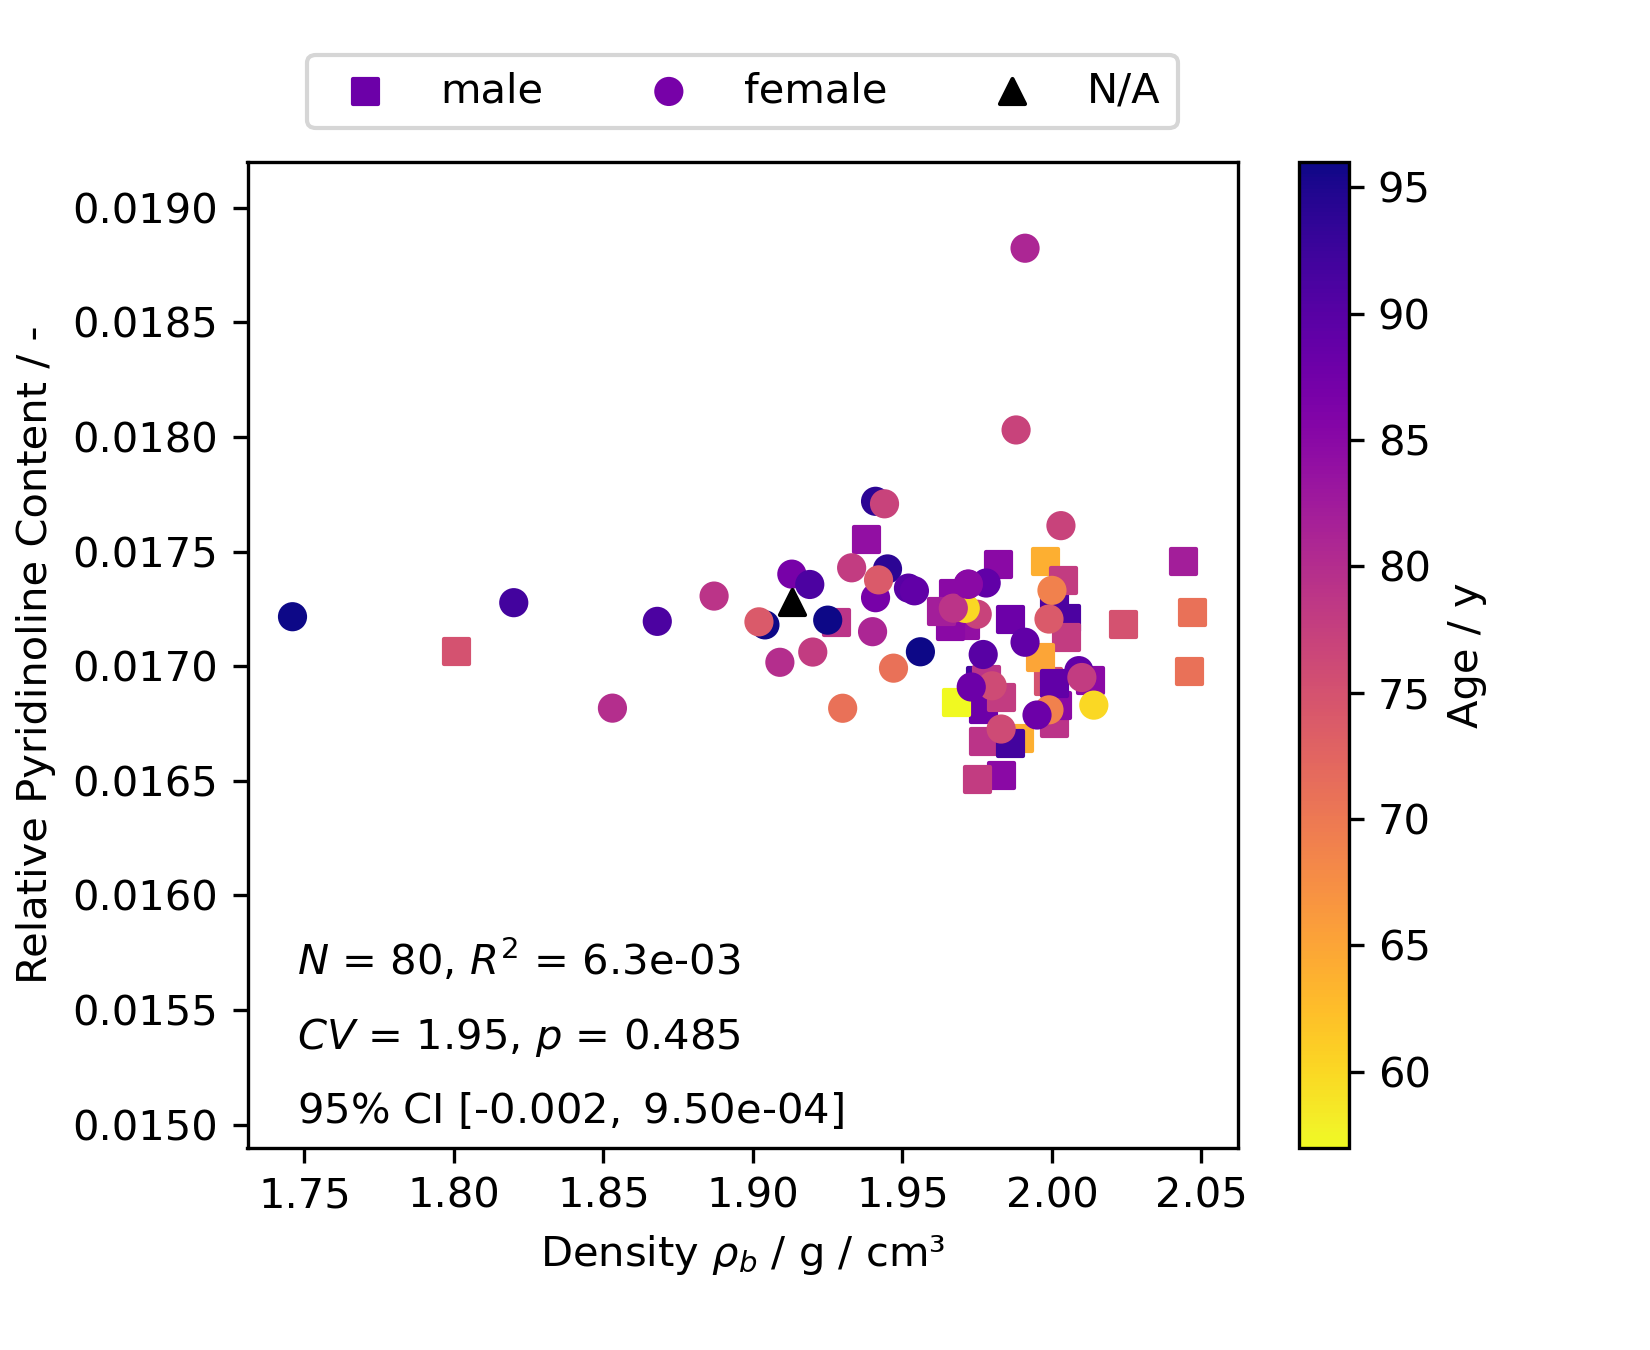 male female N/A
0.0190
0.0185
0.0180
0.0175
0.0170
0.0165
0.0160
0.0155
0.0150
Relative Pyridinoline Content / -
N = 80, R² = 6.3e-03
CV = 1.95, p = 0.485
95% CI [-0.002, 9.50e-04]
1.75 1.80 1.85 1.90 1.95 2.00 2.05
Density ρb / g / cm³
95
90
85
80
75
70
65
60
Age / y